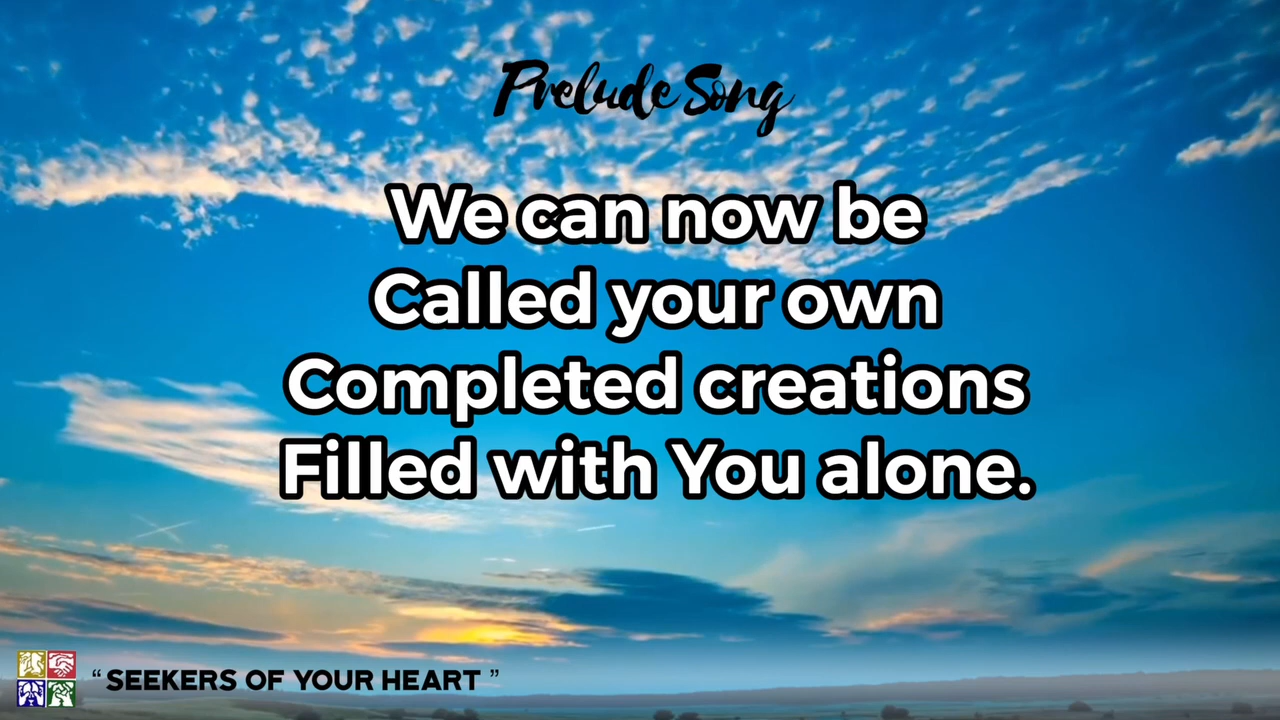 Prelude Song
We can now be
Called your own
Completed creations
Filled with You alone.
“ SEEKERS OF YOUR HEART ”